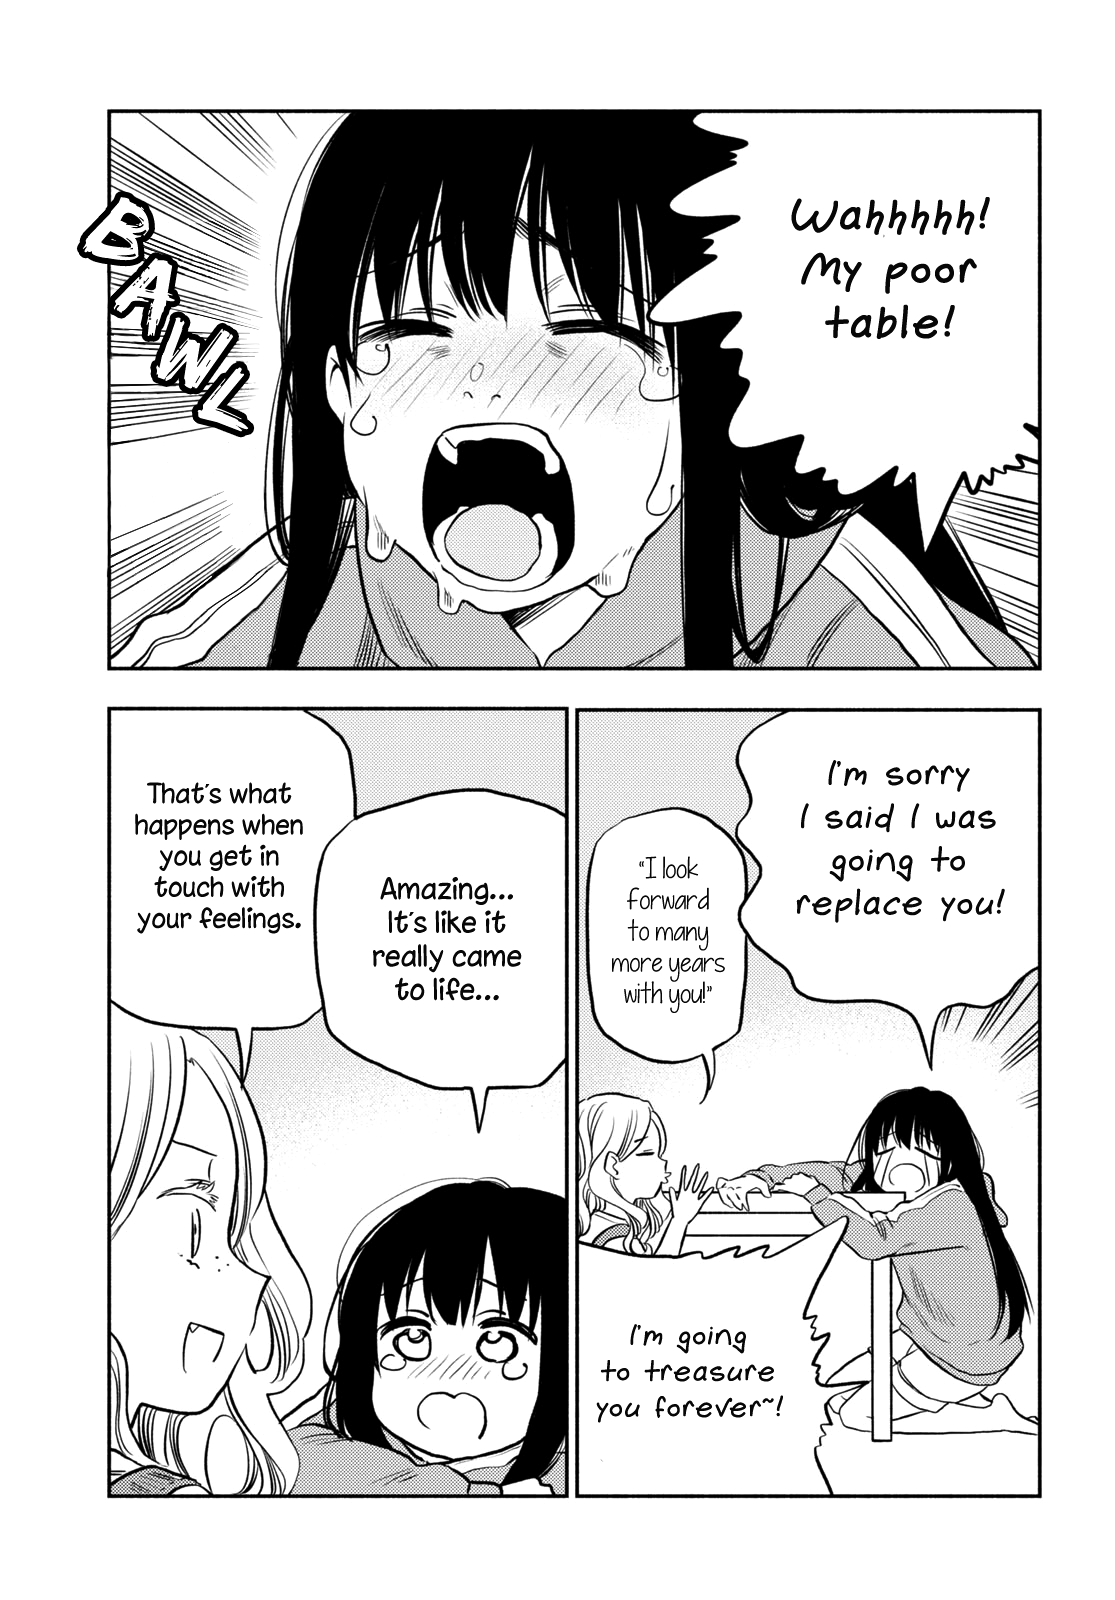 BAWL
Wahhhhh!
My poor
table!
I'm sorry
I said I was
going to
replace you!
"I look
forward
to many
more years
with you!"
I'm going
to treasure
you forever~!
Amazing...
It's like it
really came
to life...
That's what
happens when
you get in
touch with
your feelings.